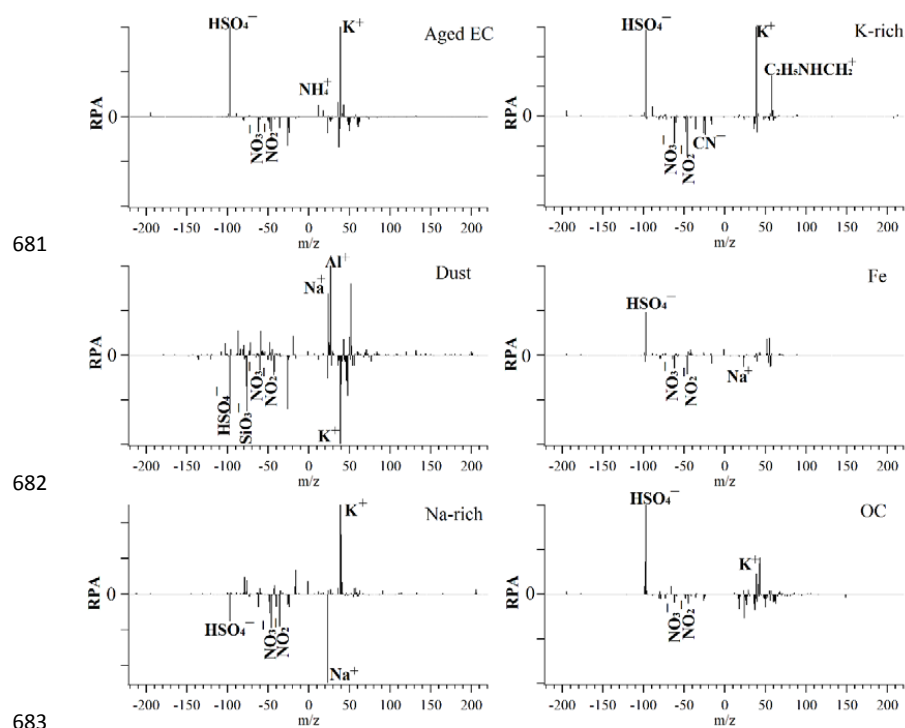 HSO₄⁻ K⁺ Aged EC
NH₄⁺
RPA 0
NO₃⁻ NO₂⁻
-200 -150 -100 -50 0 50 100 150 200
m/z
HSO₄⁻ K⁺ K-rich
C₂H₅NHCH₂⁺
RPA 0
NO₃⁻ NO₂⁻ CN⁻
-200 -150 -100 -50 0 50 100 150 200
m/z
681
Al⁺ Dust
Na⁺
RPA 0
HSO₄⁻ SiO₃⁻ NO₃⁻ NO₂⁻
K⁺
-200 -150 -100 -50 0 50 100 150 200
m/z
Fe
HSO₄⁻
RPA 0
NO₃⁻ NO₂⁻ Na⁺
-200 -150 -100 -50 0 50 100 150 200
m/z
682
K⁺ Na-rich
RPA 0
HSO₄⁻ NO₃⁻ NO₂⁻
Na⁺
-200 -150 -100 -50 0 50 100 150 200
m/z
HSO₄⁻ OC
K⁺
RPA 0
NO₃⁻ NO₂⁻
-200 -150 -100 -50 0 50 100 150 200
m/z
683